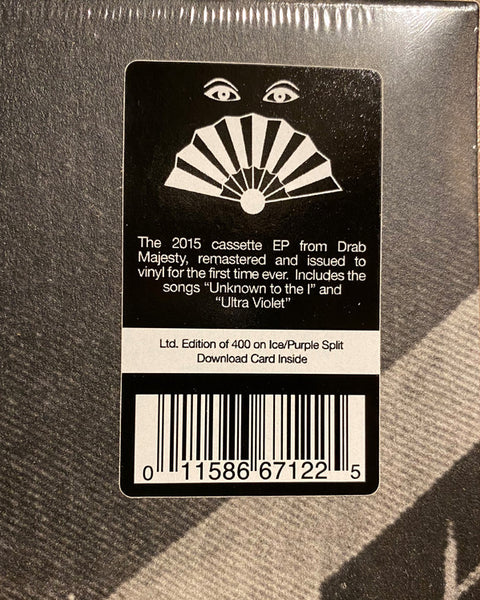 The 2015 cassette EP from Drab
Majesty, remastered and issued to
vinyl for the first time ever. Includes the
songs “Unknown to the I” and
“Ultra Violet”
Ltd. Edition of 400 on Ice/Purple Split
Download Card Inside
0 11586 67122 5